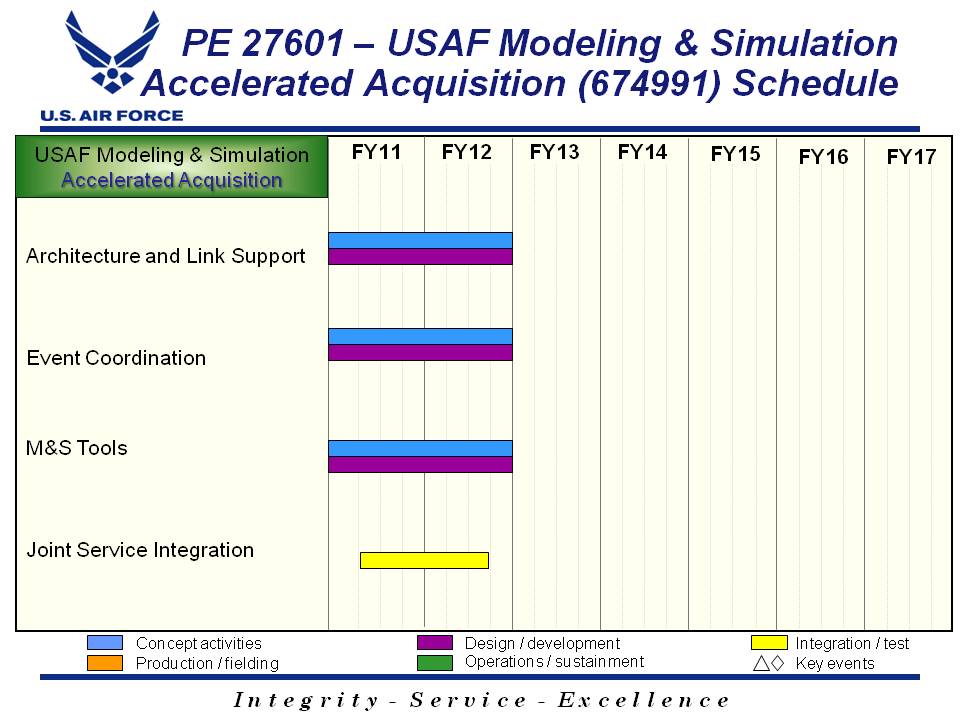 PE 27601 – USAF Modeling & Simulation
Accelerated Acquisition (674991) Schedule
U.S. AIR FORCE
USAF Modeling & Simulation
Accelerated Acquisition
FY11 FY12 FY13 FY14 FY15 FY16 FY17
Architecture and Link Support
Event Coordination
M&S Tools
Joint Service Integration
Concept activities Design / development Integration / test
Production / fielding Operations / sustainment Key events
Integrity - Service - Excellence